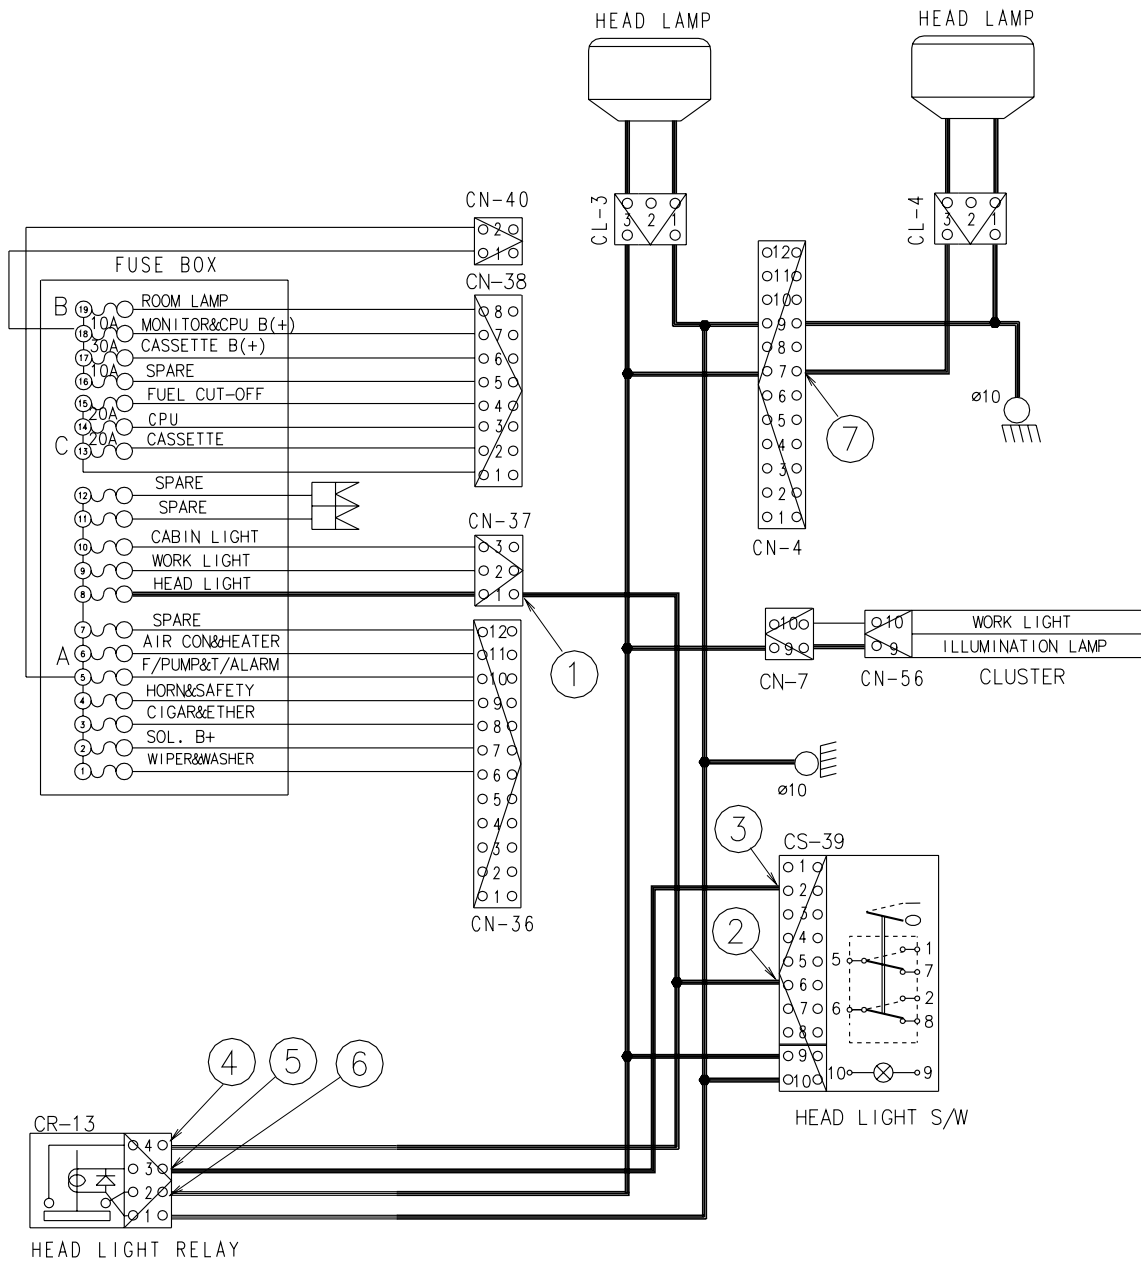 HEAD LAMP
HEAD LAMP
CN-40
2
1
CL-3
3 2 1
CL-4
3 2 1
FUSE BOX
B
19 ROOM LAMP
10A
18 MONITOR&CPU B(+)
30A
17 CASSETTE B(+)
10A
16 SPARE
15 FUEL CUT-OFF
20A
14 CPU
20A
C
13 CASSETTE
12 SPARE
11 SPARE
10 CABIN LIGHT
9 WORK LIGHT
8 HEAD LIGHT
7 SPARE
A
6 AIR CON&HEATER
5 F/PUMP&T/ALARM
4 HORN&SAFETY
3 CIGAR&ETHER
2 SOL. B+
1 WIPER&WASHER
CN-38
8
7
6
5
4
3
2
1
CN-37
3
2
1
1
12
11
10
9
8
7
6
5
4
3
2
1
CN-36
12
11
10
9
8
7
6
5
4
3
2
1
CN-4
7
ø10
10
9
CN-7
10
9
CN-56
WORK LIGHT
ILLUMINATION LAMP
CLUSTER
ø10
3
2
CS-39
1
2
3
4
5
6
7
8
9
10
5 1
7
6 2
8
10 9
HEAD LIGHT S/W
4 5 6
CR-13
4
3
2
1
HEAD LIGHT RELAY